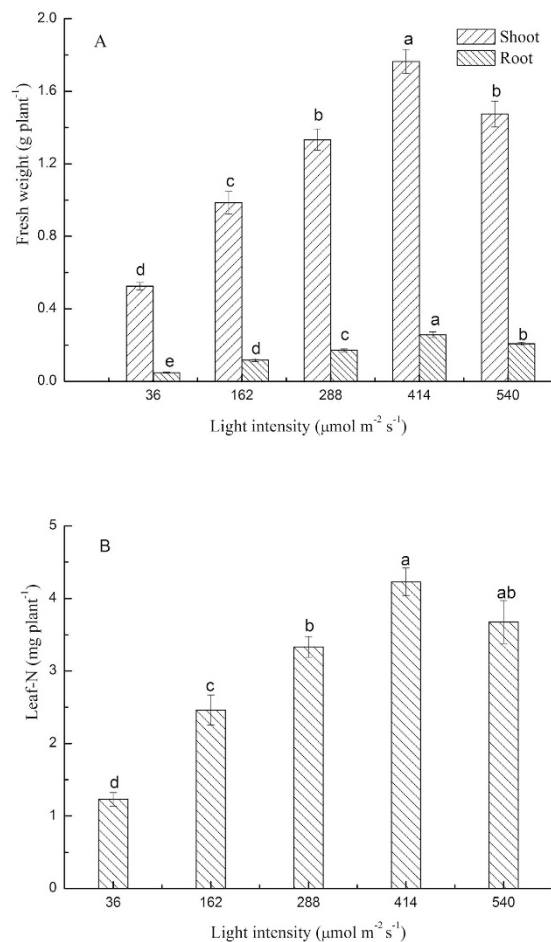 A
Shoot
Root
Fresh weight (g plant⁻¹)
2.0
1.8
1.2
0.8
0.4
0.0
a
b
b
c
d
a
b
c
d
e
36
162
288
414
540
Light intensity (μmol m⁻² s⁻¹)
B
Leaf-N (mg plant⁻¹)
5
4
3
2
1
0
a
ab
b
c
d
36
162
288
414
540
Light intensity (μmol m⁻² s⁻¹)